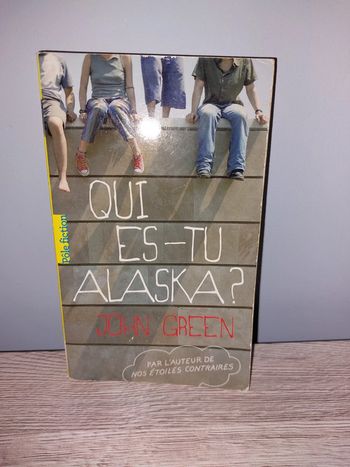 QUI
ES-TU
ALASKA?
JOHN GREEN
Pôle fiction
PAR L'AUTEUR DE
NOS ÉTOILES CONTRAIRES